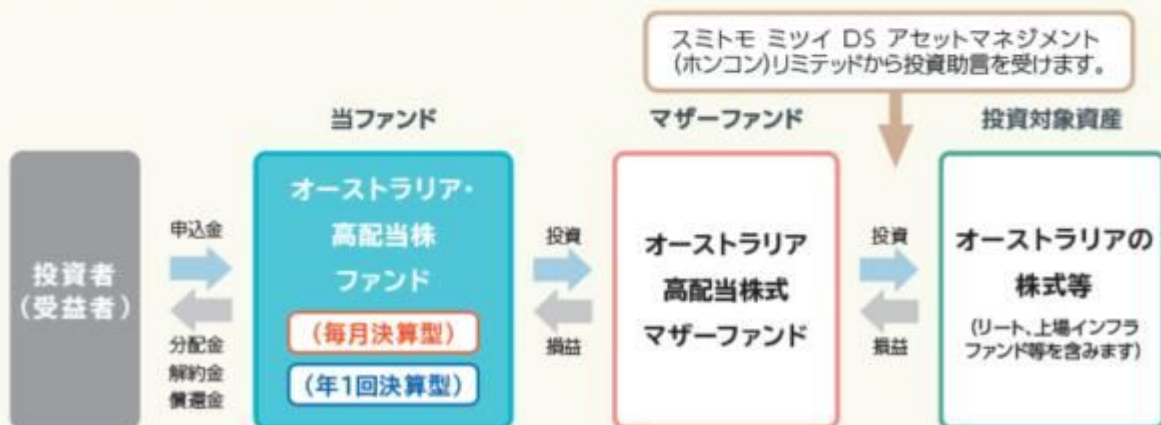 スミトモ ミツイ DS アセットマネジメント
(ホンコン)リミテッドから投資助言を受けます。
当ファンド
マザーファンド
投資対象資産
投資者
(受益者)
申込金
分配金
解約金
償還金
オーストラリア・
高配当株
ファンド
(毎月決算型)
(年1回決算型)
投資
損益
オーストラリア
高配当株式
マザーファンド
投資
損益
オーストラリアの
株式等
(リート、上場インフラ
ファンド等を含みます)